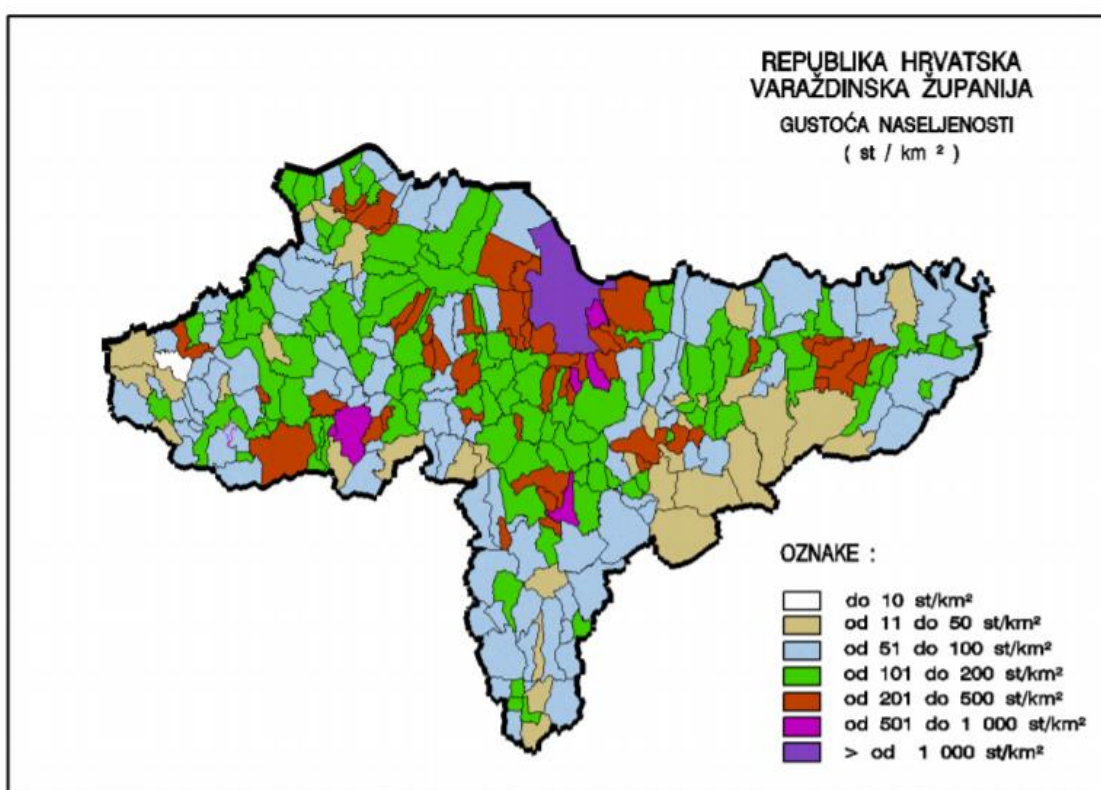 REPUBLIKA HRVATSKA
VARAŽDINSKA ŽUPANIJA
GUSTOĆA NASELJENOSTI
( st / km ² )
OZNAKE :
do 10 st/km²
od 11 do 50 st/km²
od 51 do 100 st/km²
od 101 do 200 st/km²
od 201 do 500 st/km²
od 501 do 1 000 st/km²
> od 1 000 st/km²